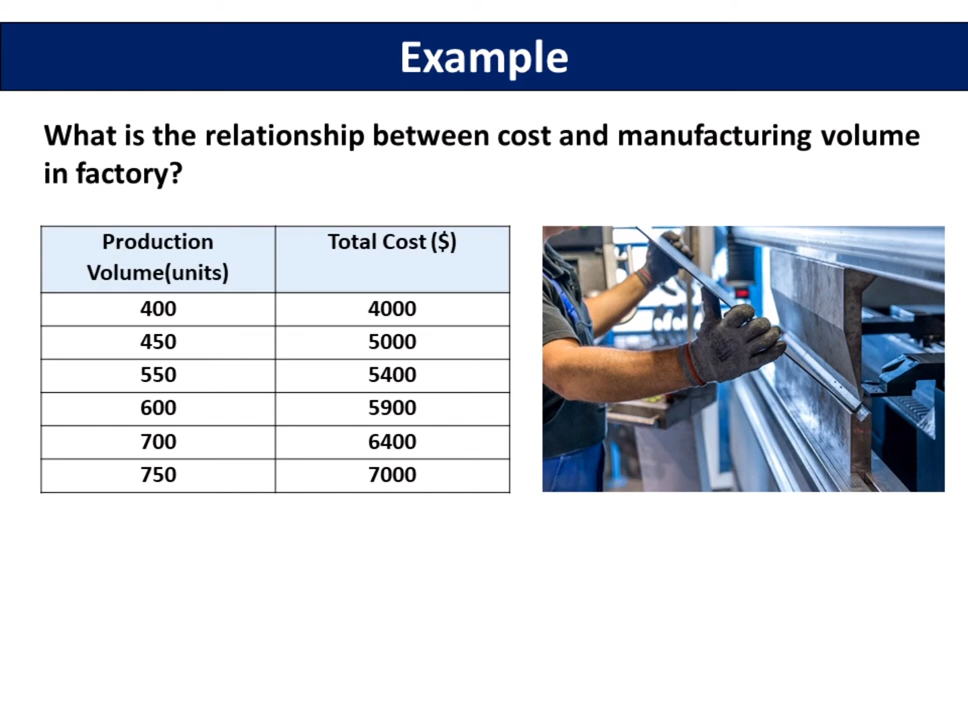 Example
What is the relationship between cost and manufacturing volume
in factory?
Production Total Cost ($)
Volume(units)
400 4000
450 5000
550 5400
600 5900
700 6400
750 7000